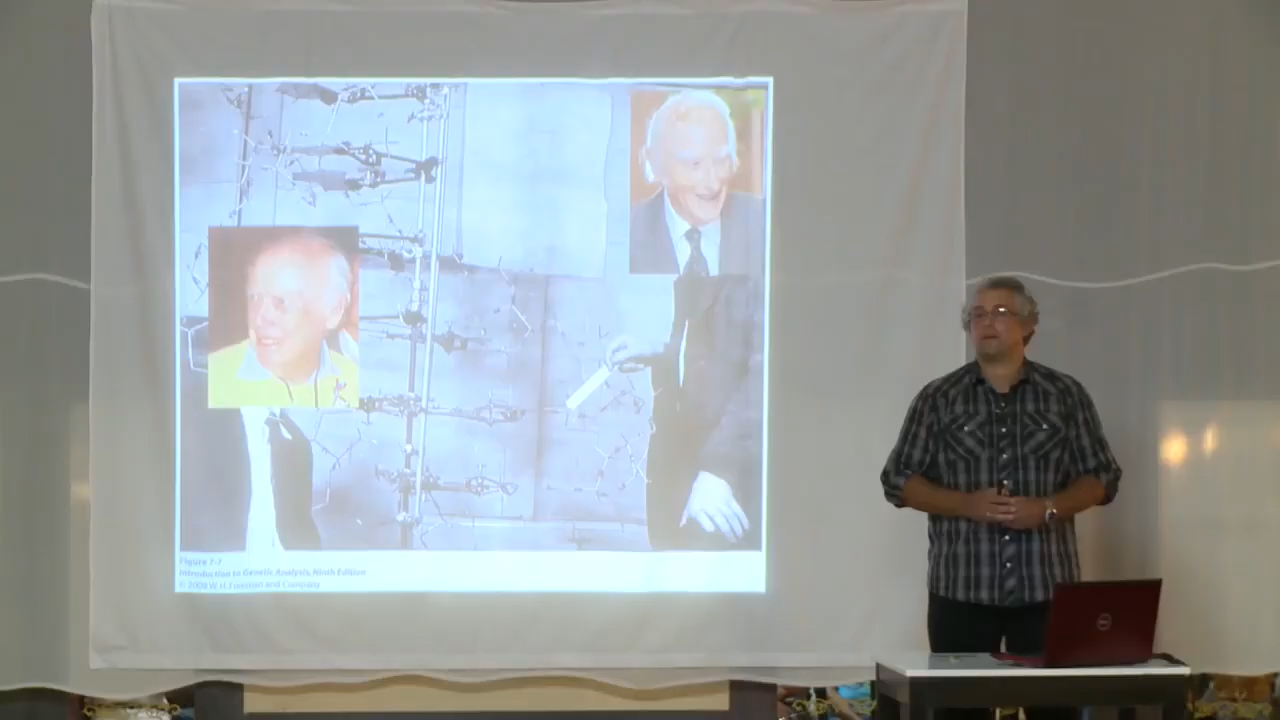 Figure 7-7
Introduction to Genetic Analysis, Ninth Edition
© 2008 W.H. Freeman and Company